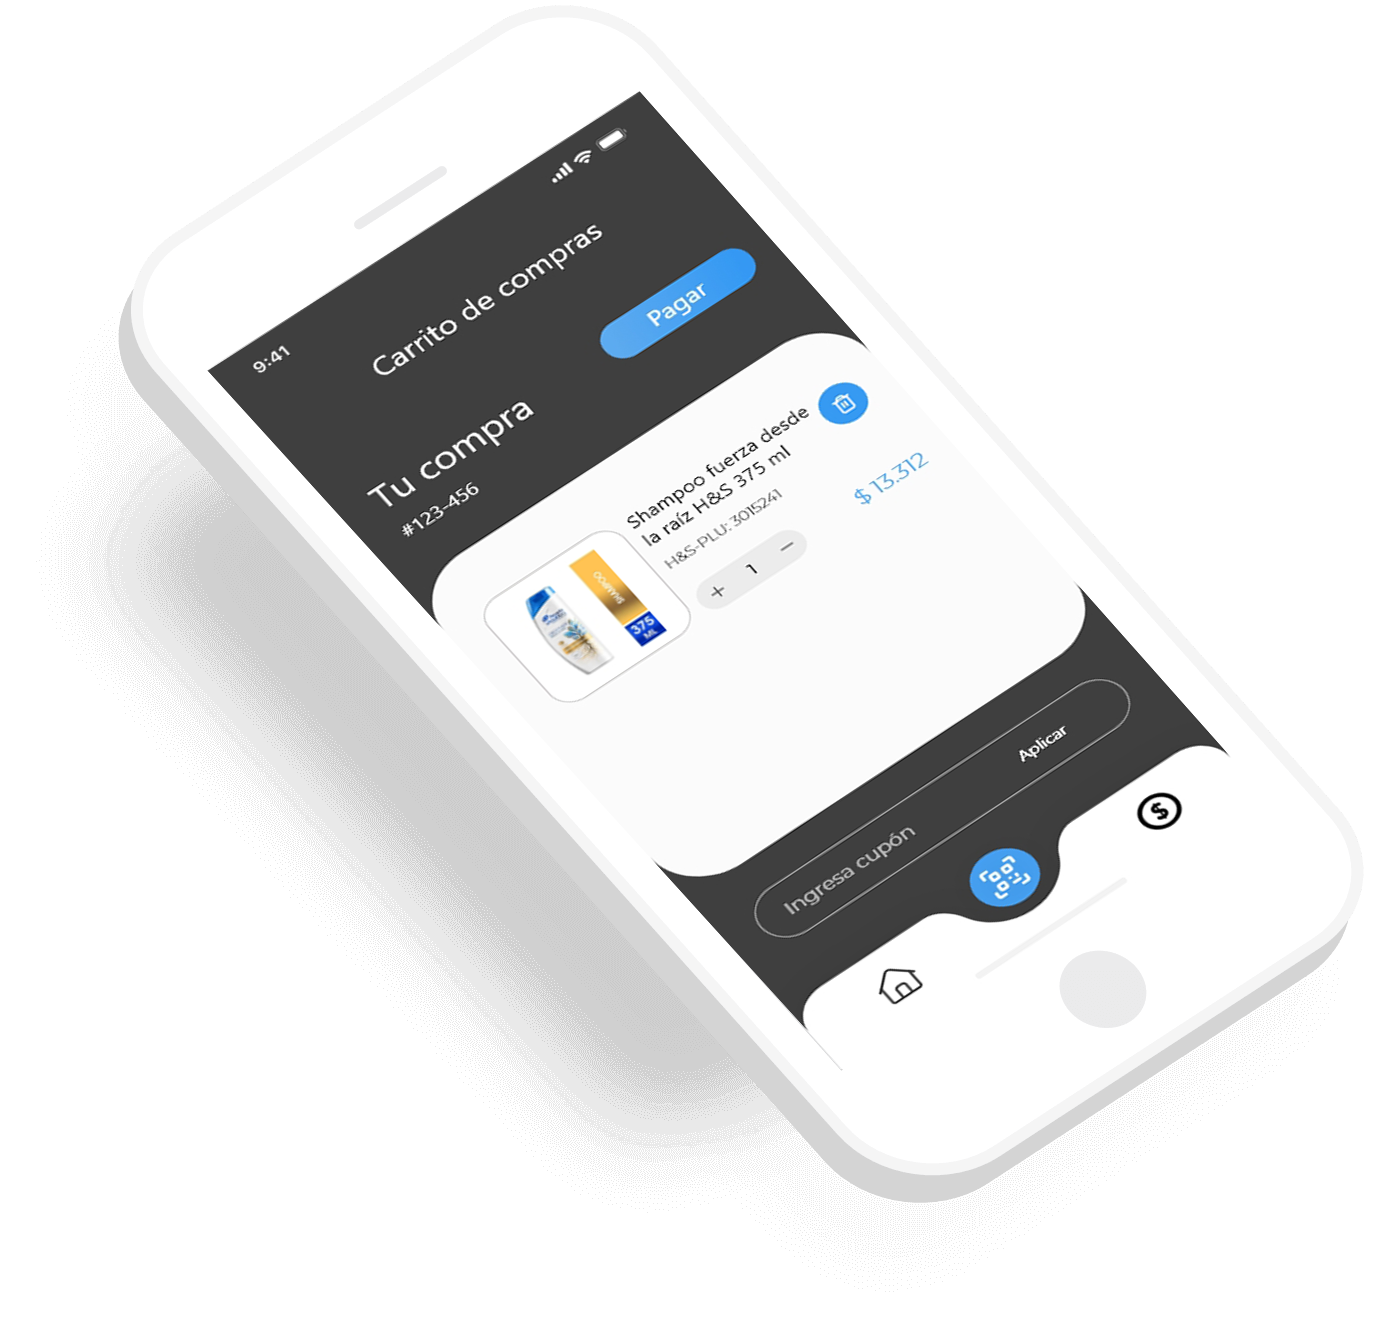 9:41
Carrito de compras
Tu compra
#123-456
Pagar
Shampoo fuerza desde
la raíz H&S 375 ml
H&S-PLU: 3015241
$ 13.312
+ 1 −
SHAMPOO
375
ML
Ingresa cupón
Aplicar
$